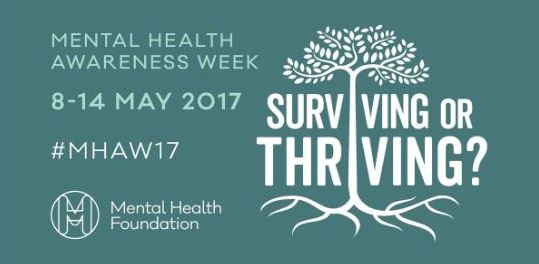 MENTAL HEALTH
AWARENESS WEEK
8-14 MAY 2017
#MHAW17
Mental Health
Foundation
SURVIVING OR
THRIVING?